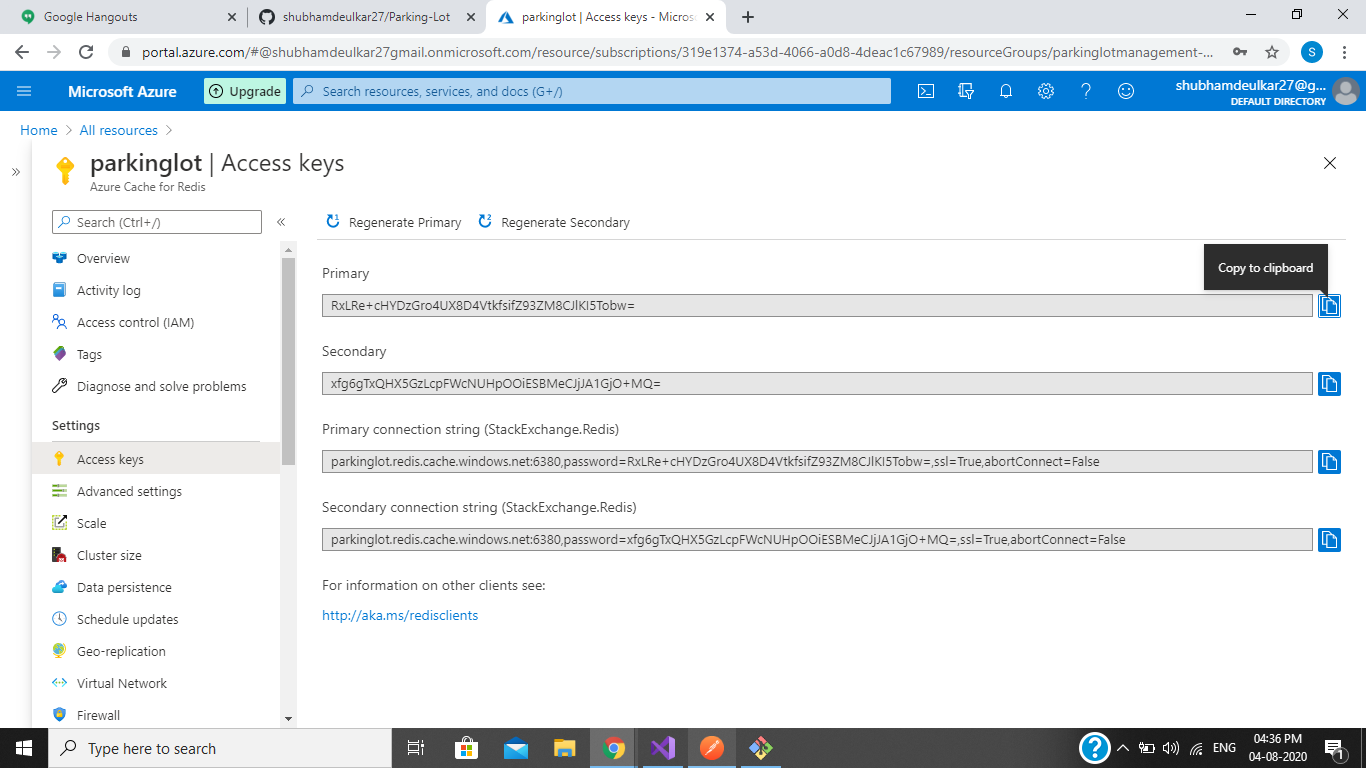 Google Hangouts
shubhamdeulkar27/Parking-Lot
parkinglot | Access keys - Micros
portal.azure.com/#@shubhamdeulkar27gmail.onmicrosoft.com/resource/subscriptions/319e1374-a53d-4066-a0d8-4deac1c67989/resourceGroups/parkinglotmanagement-...
S
Microsoft Azure
Upgrade
Search resources, services, and docs (G+/)
shubhamdeulkar27@g...
DEFAULT DIRECTORY
Home > All resources >
parkinglot | Access keys
Azure Cache for Redis
Search (Ctrl+/)
Overview
Activity log
Access control (IAM)
Tags
Diagnose and solve problems
Settings
Access keys
Advanced settings
Scale
Cluster size
Data persistence
Schedule updates
Geo-replication
Virtual Network
Firewall
Regenerate Primary
Regenerate Secondary
Copy to clipboard
Primary
RxLRe+cHYDzGro4UX8D4VtkfsifZ93ZM8CJlKI5Tobw=
Secondary
xfg6gTxQHX5GzLcpFWcNUHpOOiESBMeCJjJA1GjO+MQ=
Primary connection string (StackExchange.Redis)
parkinglot.redis.cache.windows.net:6380,password=RxLRe+cHYDzGro4UX8D4VtkfsifZ93ZM8CJlKI5Tobw=,ssl=True,abortConnect=False
Secondary connection string (StackExchange.Redis)
parkinglot.redis.cache.windows.net:6380,password=xfg6gTxQHX5GzLcpFWcNUHpOOiESBMeCJjJA1GjO+MQ=,ssl=True,abortConnect=False
For information on other clients see:
http://aka.ms/redisclients
Type here to search
ENG
04:36 PM
04-08-2020
1